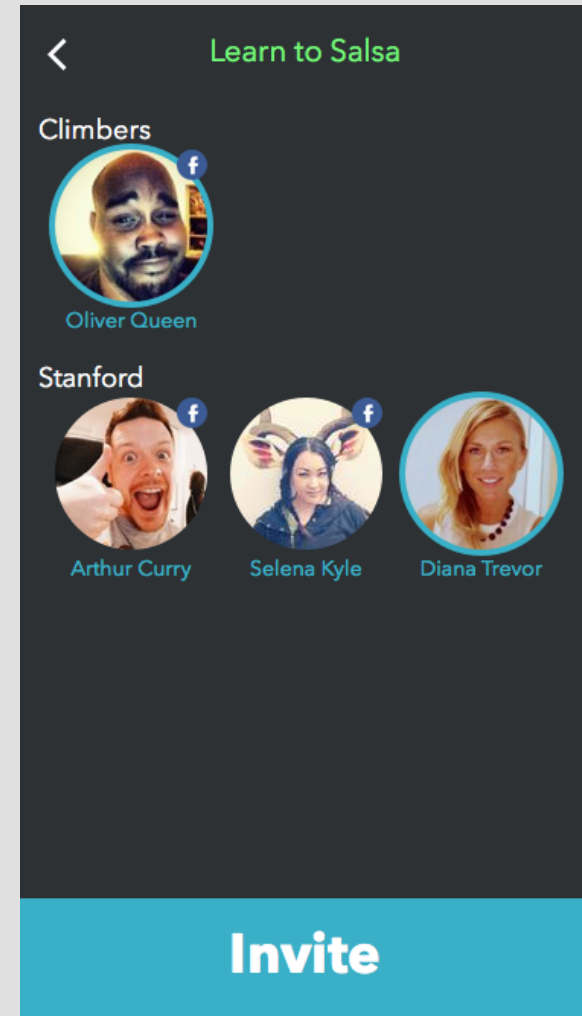 Learn to Salsa
Climbers
f
Oliver Queen
Stanford
f
f
Arthur Curry
Selena Kyle
Diana Trevor
Invite